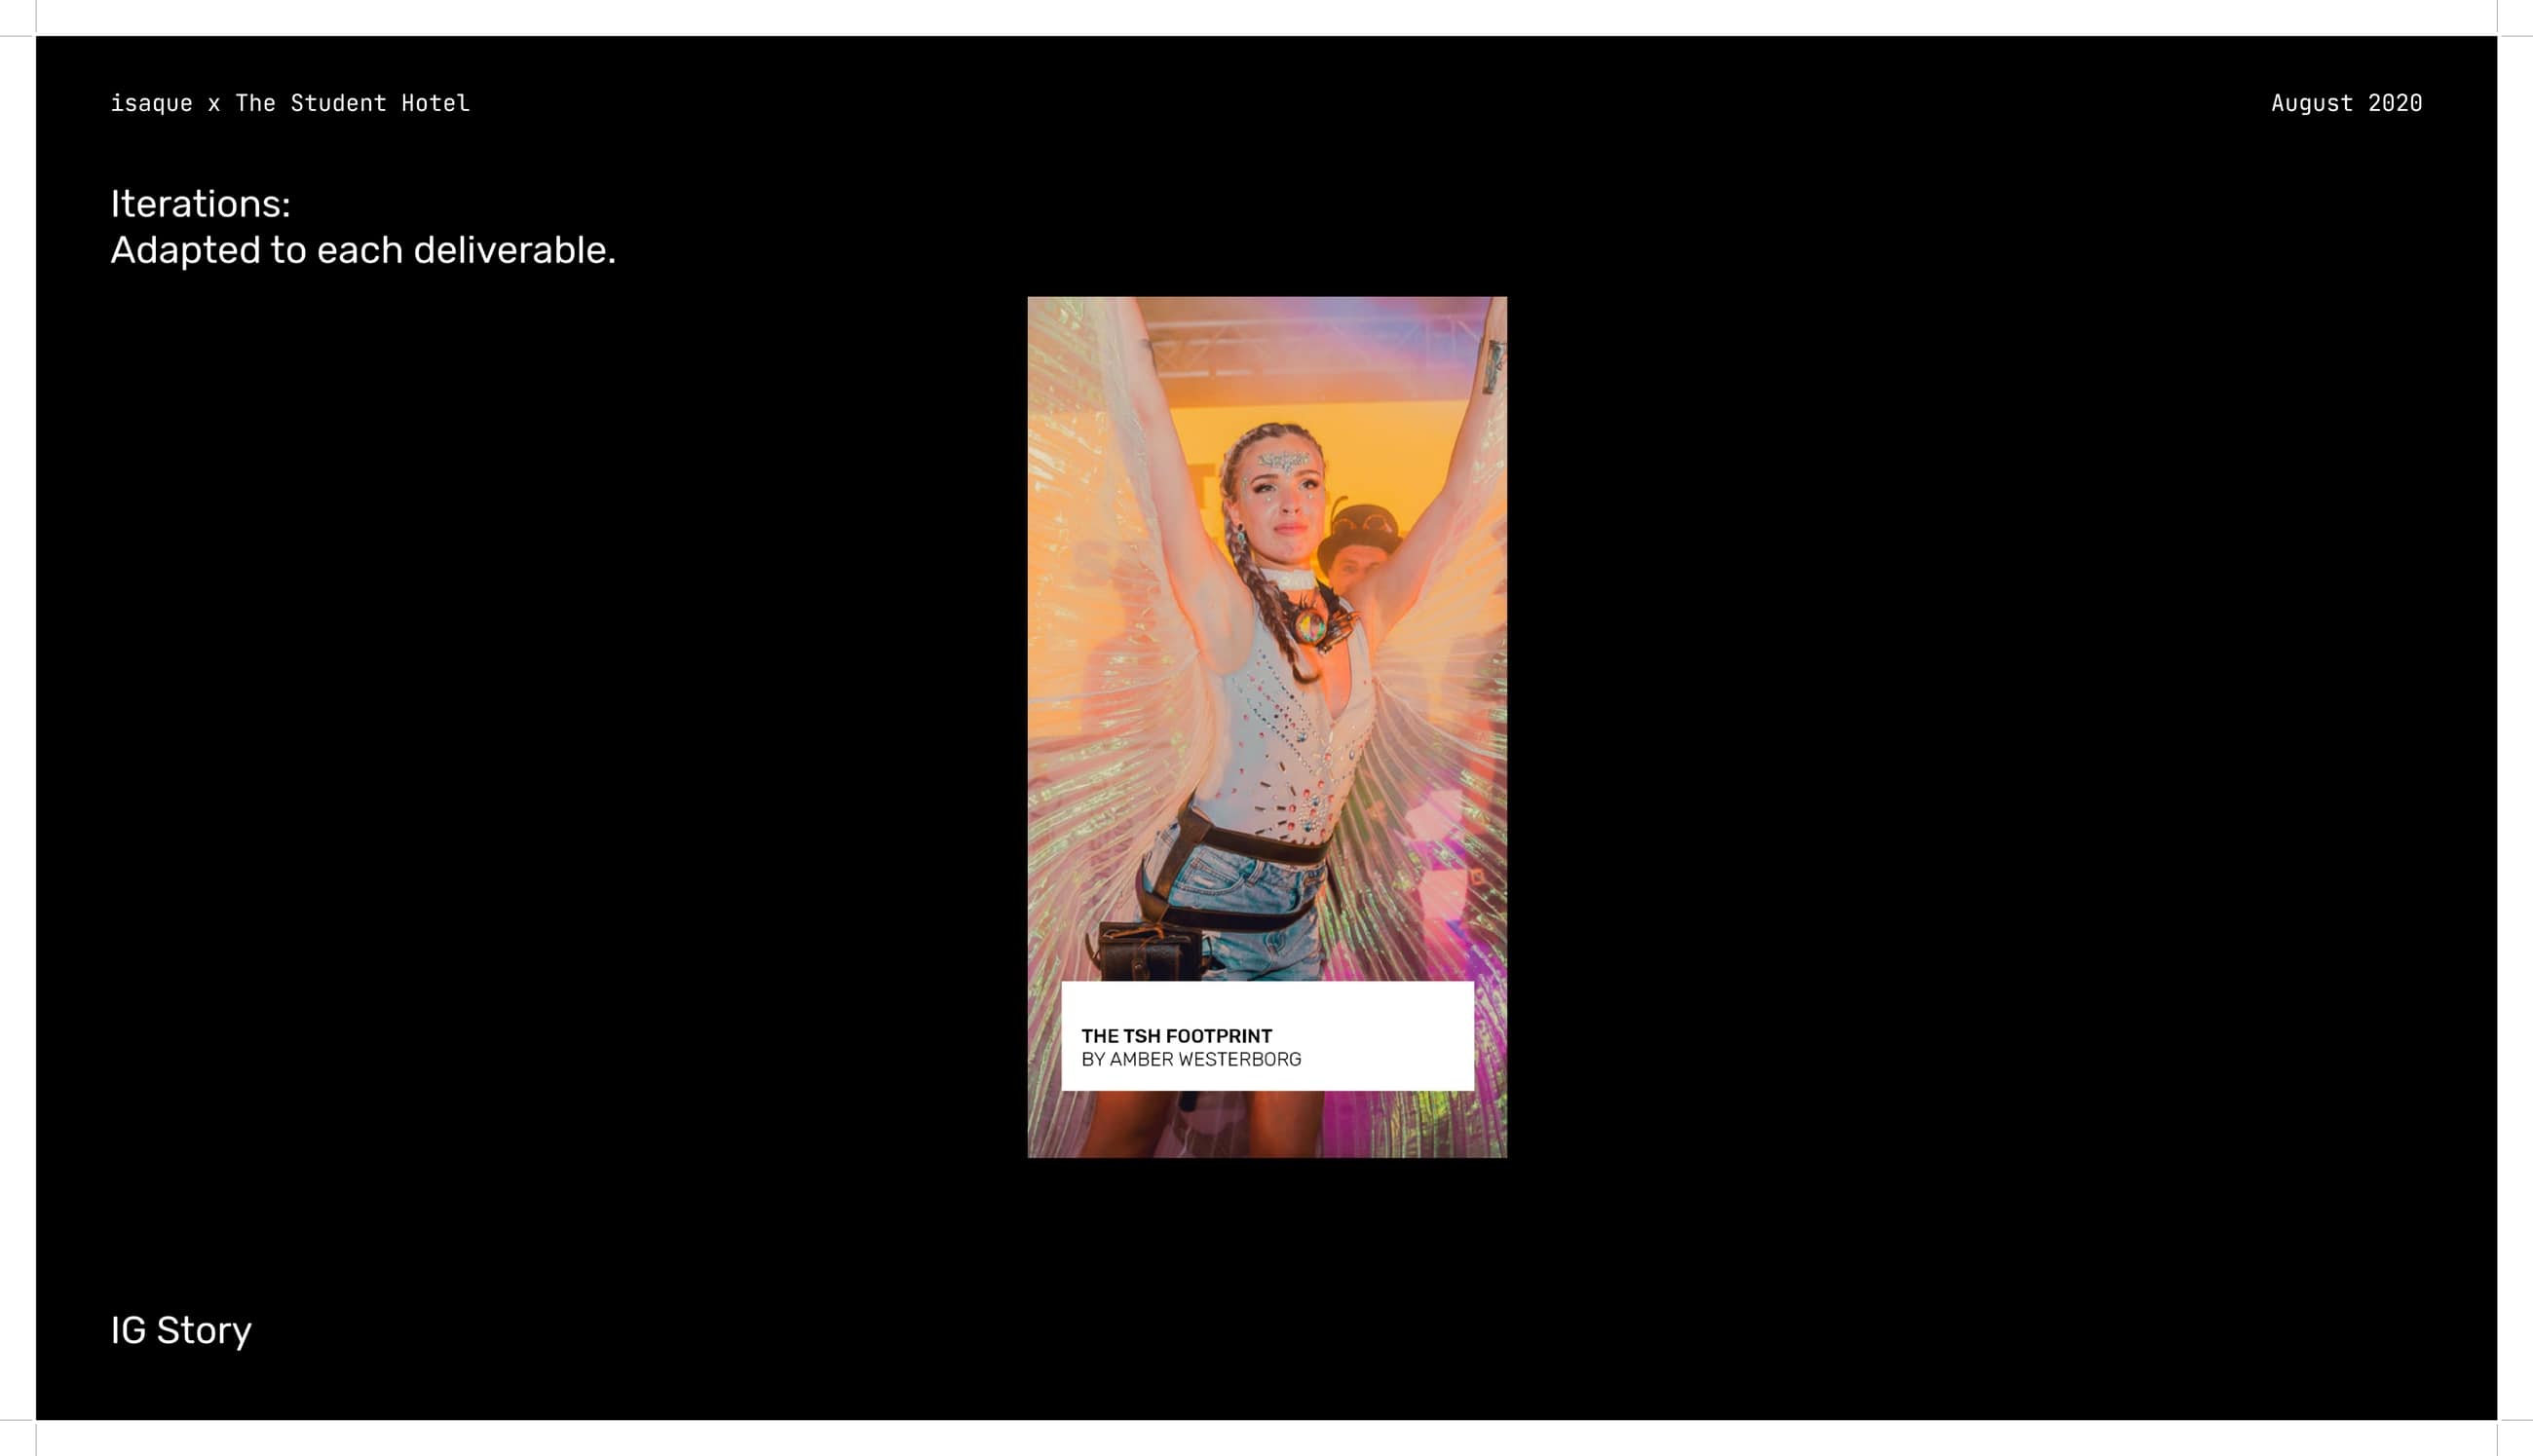 isaque x The Student Hotel
August 2020
Iterations:
Adapted to each deliverable.
THE TSH FOOTPRINT
BY AMBER WESTERBORG
IG Story